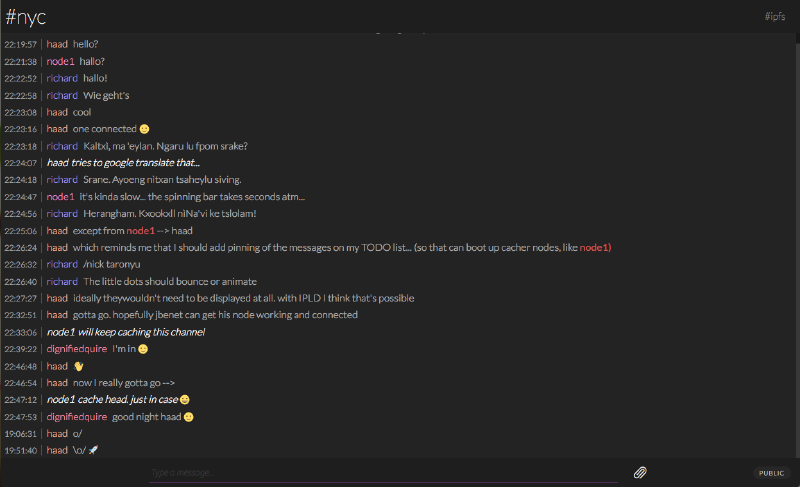 #nyc
#ipfs
22:19:57 haad hello?
22:21:38 node1 hallo?
22:22:52 richard hallo!
22:22:58 richard Wie geht's
22:23:08 haad cool
22:23:16 haad one connected 🙂
22:23:18 richard Kaltxì, ma 'eylan. Ngaru lu fpom srake?
22:24:07 haad tries to google translate that...
22:24:18 richard Srane. Ayoeng nitxan tsaheylu siving.
22:24:47 node1 it's kinda slow... the spinning bar takes seconds atm...
22:24:56 richard Herangham. Kxookxll nìNa'vi ke tslolam!
22:25:06 haad except from node1 --> haad
22:26:24 haad which reminds me that I should add pinning of the messages on my TODO list... (so that can boot up cacher nodes, like node1)
22:26:32 richard /nick taronyu
22:26:40 richard The little dots should bounce or animate
22:27:27 haad ideally theywouldn't need to be displayed at all. with IPLD I think that's possible
22:32:51 haad gotta go. hopefully jbenet can get his node working and connected
22:33:06 node1 will keep caching this channel
22:39:22 dignifiedquire I'm in 🙂
22:46:48 haad 👋
22:46:54 haad now I really gotta go -->
22:47:12 node1 cache head. just in case 😄
22:47:53 dignifiedquire good night haad 🙂
19:06:31 haad o/
19:51:40 haad \o/ 🚀
Type a message...
PUBLIC